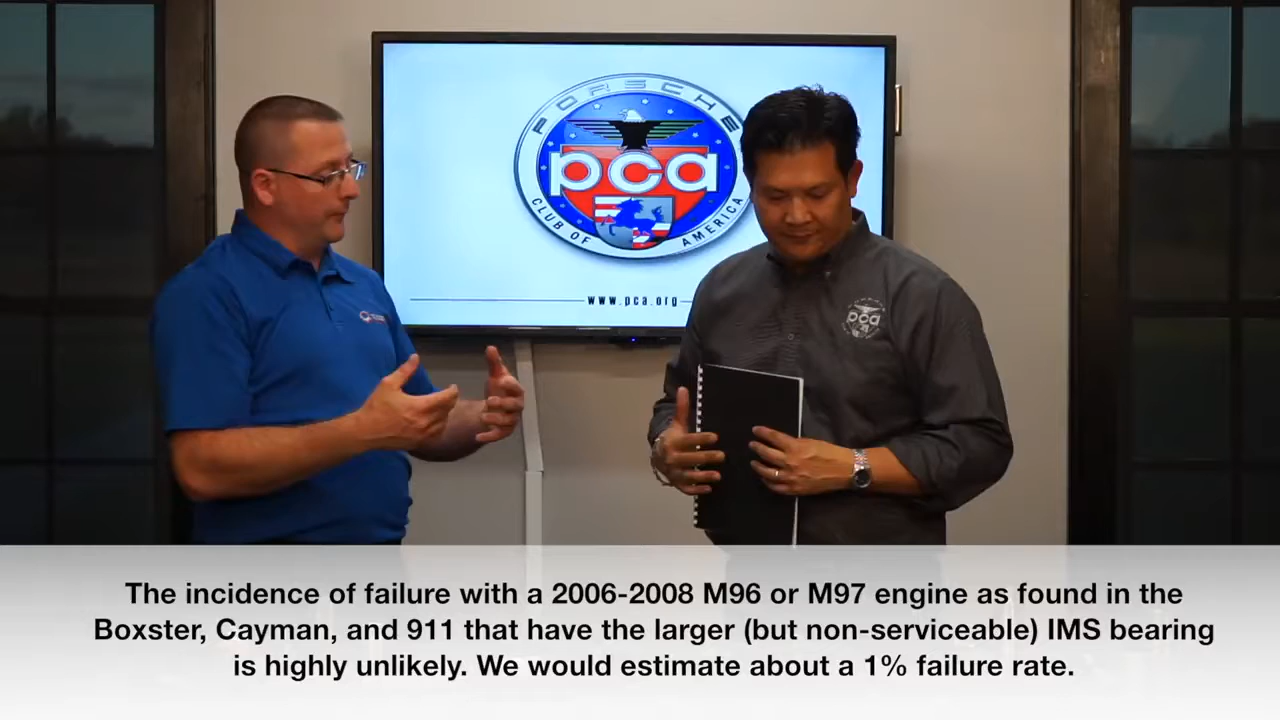 PORSCHE
pca
CLUB OF AMERICA
www.pca.org
pca
The incidence of failure with a 2006-2008 M96 or M97 engine as found in the
Boxster, Cayman, and 911 that have the larger (but non-serviceable) IMS bearing
is highly unlikely. We would estimate about a 1% failure rate.